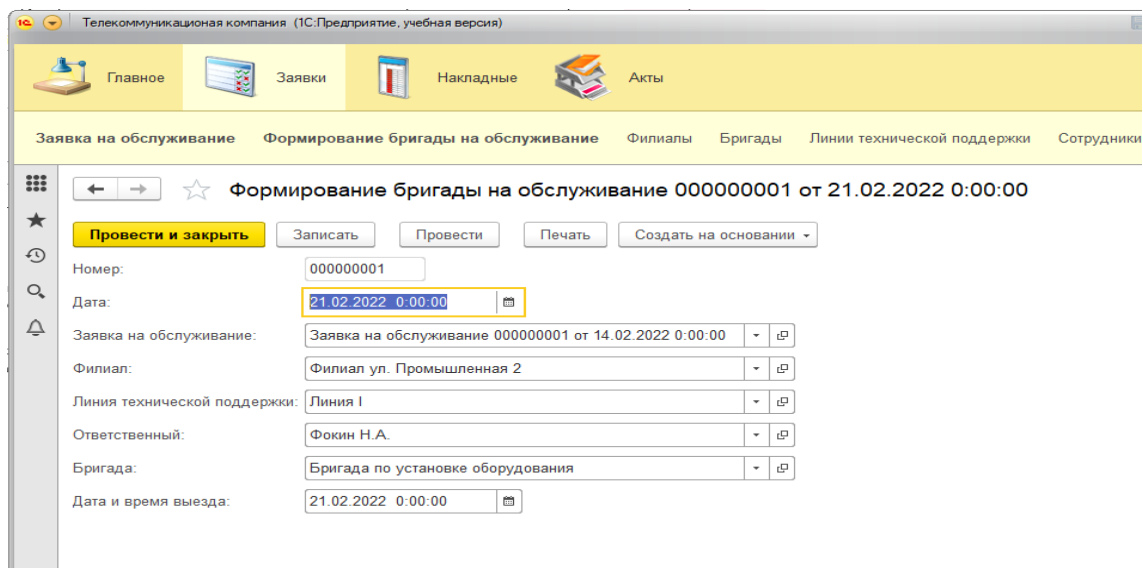 1С Телекоммуникационая компания (1С:Предприятие, учебная версия)
Главное Заявки Накладные Акты
Заявка на обслуживание Формирование бригады на обслуживание Филиалы Бригады Линии технической поддержки Сотрудники
Формирование бригады на обслуживание 000000001 от 21.02.2022 0:00:00
Провести и закрыть Записать Провести Печать Создать на основании
Номер: 000000001
Дата: 21.02.2022 0:00:00
Заявка на обслуживание: Заявка на обслуживание 000000001 от 14.02.2022 0:00:00
Филиал: Филиал ул. Промышленная 2
Линия технической поддержки: Линия I
Ответственный: Фокин Н.А.
Бригада: Бригада по установке оборудования
Дата и время выезда: 21.02.2022 0:00:00